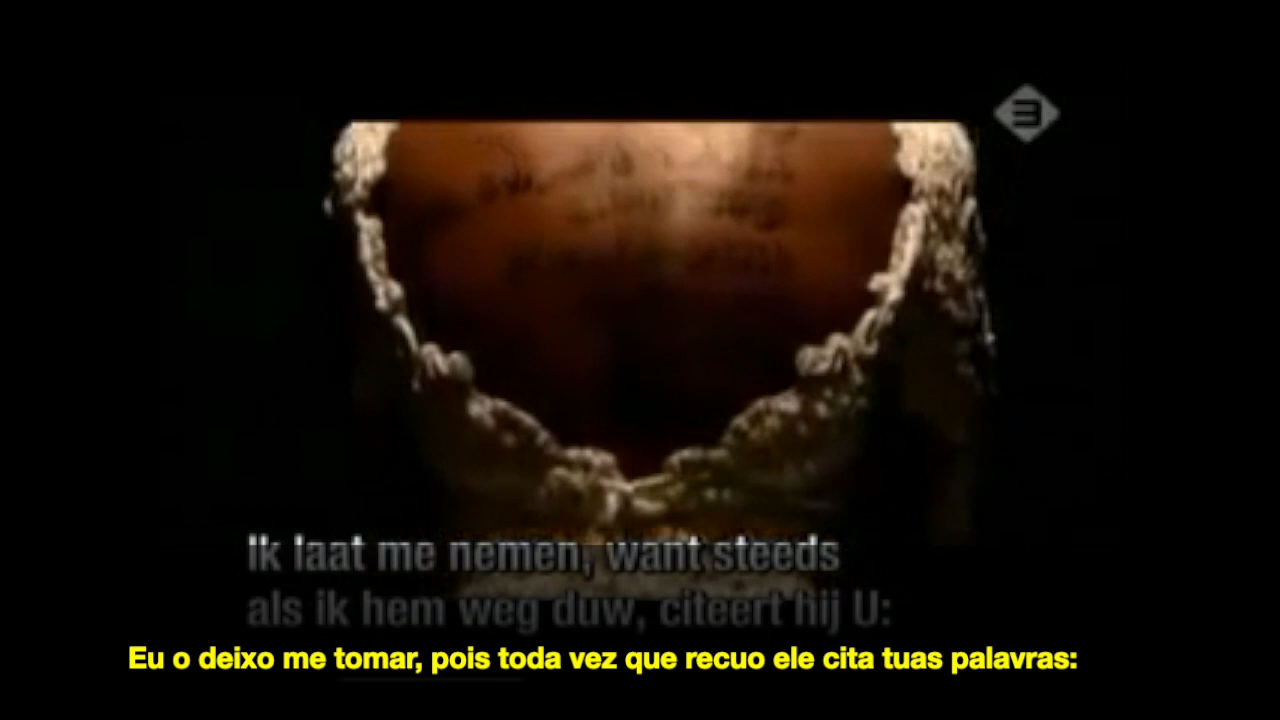 3
Ik laat me nemen, want steeds
als ik hem weg duw, citeert hij U:
Eu o deixo me tomar, pois toda vez que recuo ele cita tuas palavras: